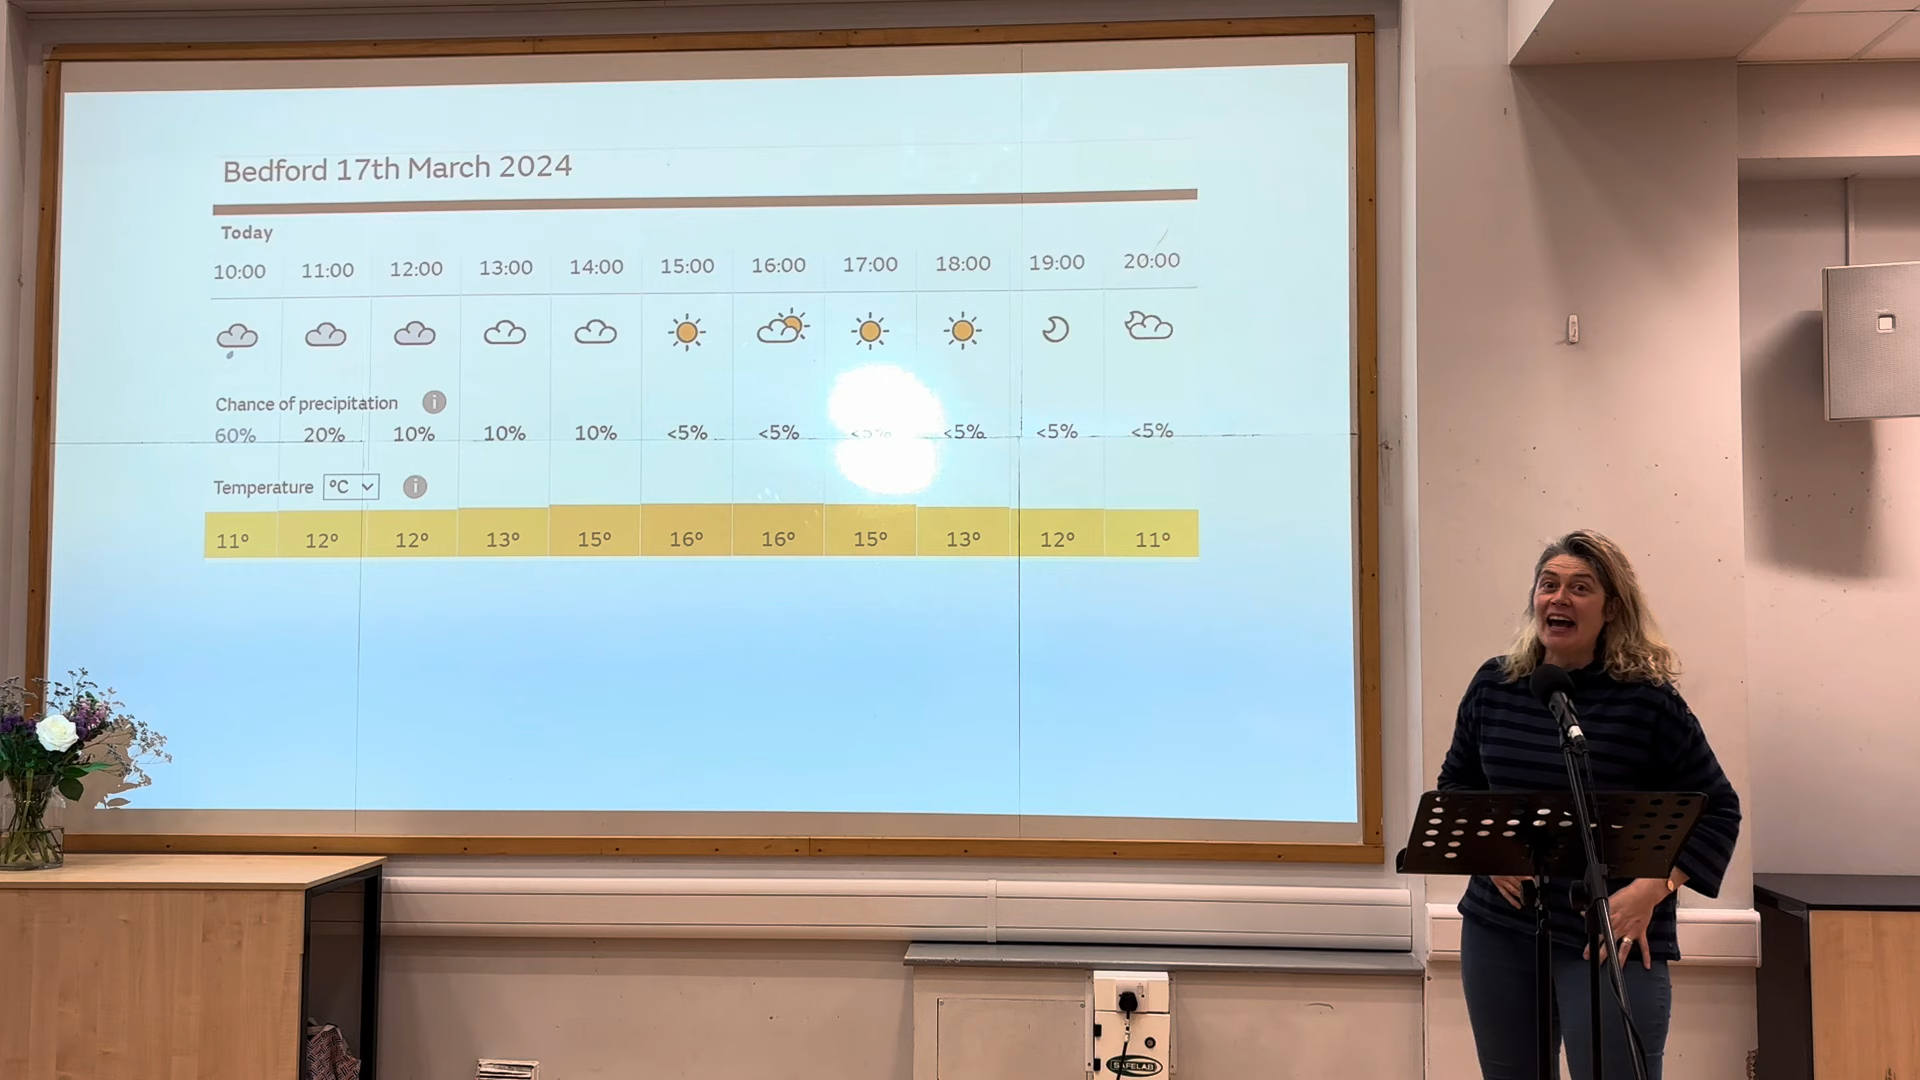 Bedford 17th March 2024
Today
10:00 11:00 12:00 13:00 14:00 15:00 16:00 17:00 18:00 19:00 20:00
Chance of precipitation i
60% 20% 10% 10% 10% <5% <5% <5% <5% <5% <5%
Temperature °C i
11° 12° 12° 13° 15° 16° 16° 15° 13° 12° 11°
SAFELAB